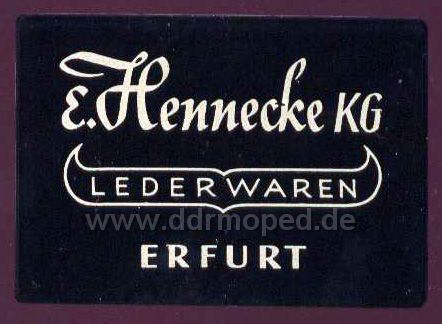 E. Hennecke KG
LEDERWAREN
www.ddrmoped.de
ERFURT